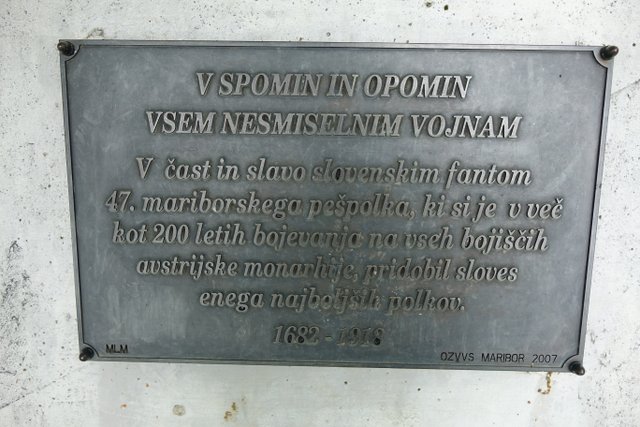 V SPOMIN IN OPOMIN
VSEM NESMISELNIM VOJNAM
V čast in slavo slovenskim fantom
47. mariborskega pešpolka, ki si je v več
kot 200 letih bojevanja na vseh bojiščih
avstrijske monarhije, pridobil sloves
enega najboljših polkov.
1682 - 1918
MLM
OZVVS MARIBOR 2007